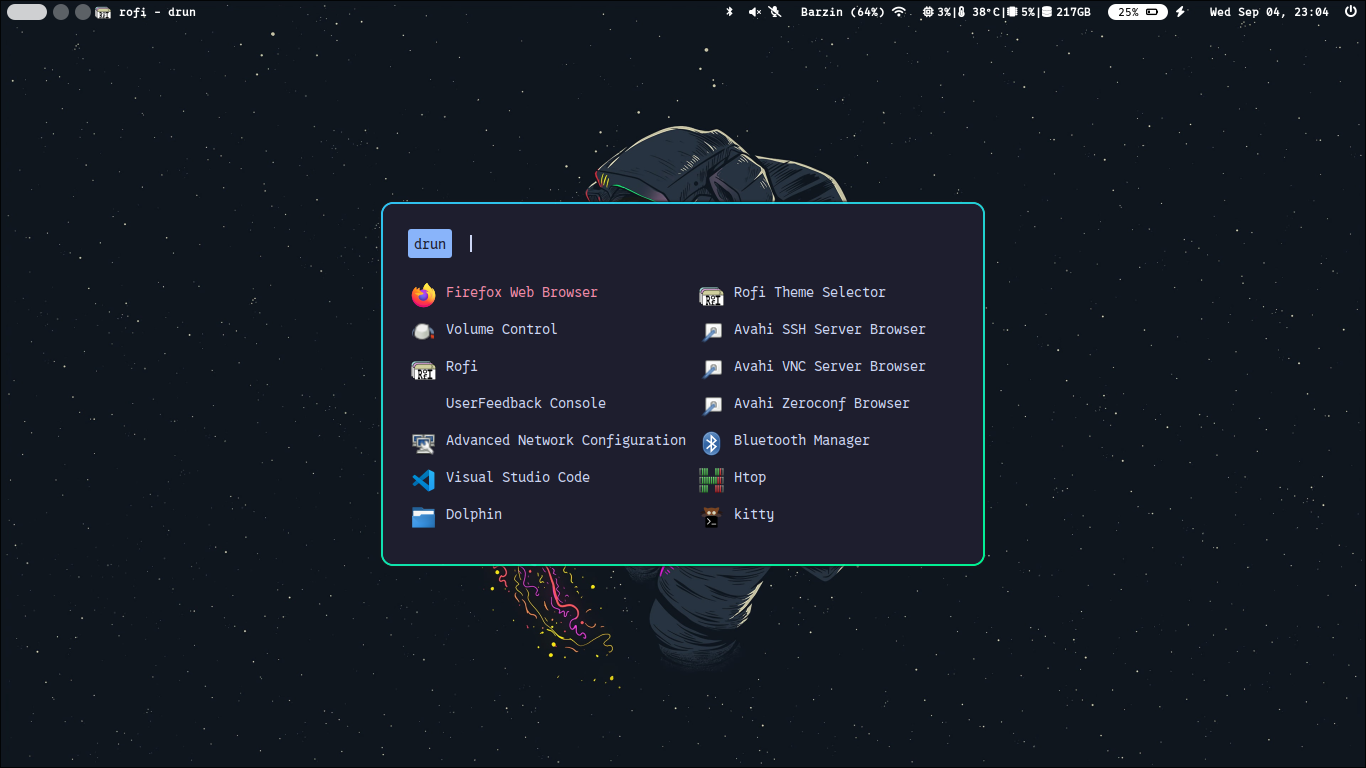 rofi - drun
Barzin (64%) 3%| 38°C| 5%| 217GB 25% Wed Sep 04, 23:04
drun
Firefox Web Browser
Volume Control
Rofi
UserFeedback Console
Advanced Network Configuration
Visual Studio Code
Dolphin
Rofi Theme Selector
Avahi SSH Server Browser
Avahi VNC Server Browser
Avahi Zeroconf Browser
Bluetooth Manager
Htop
kitty